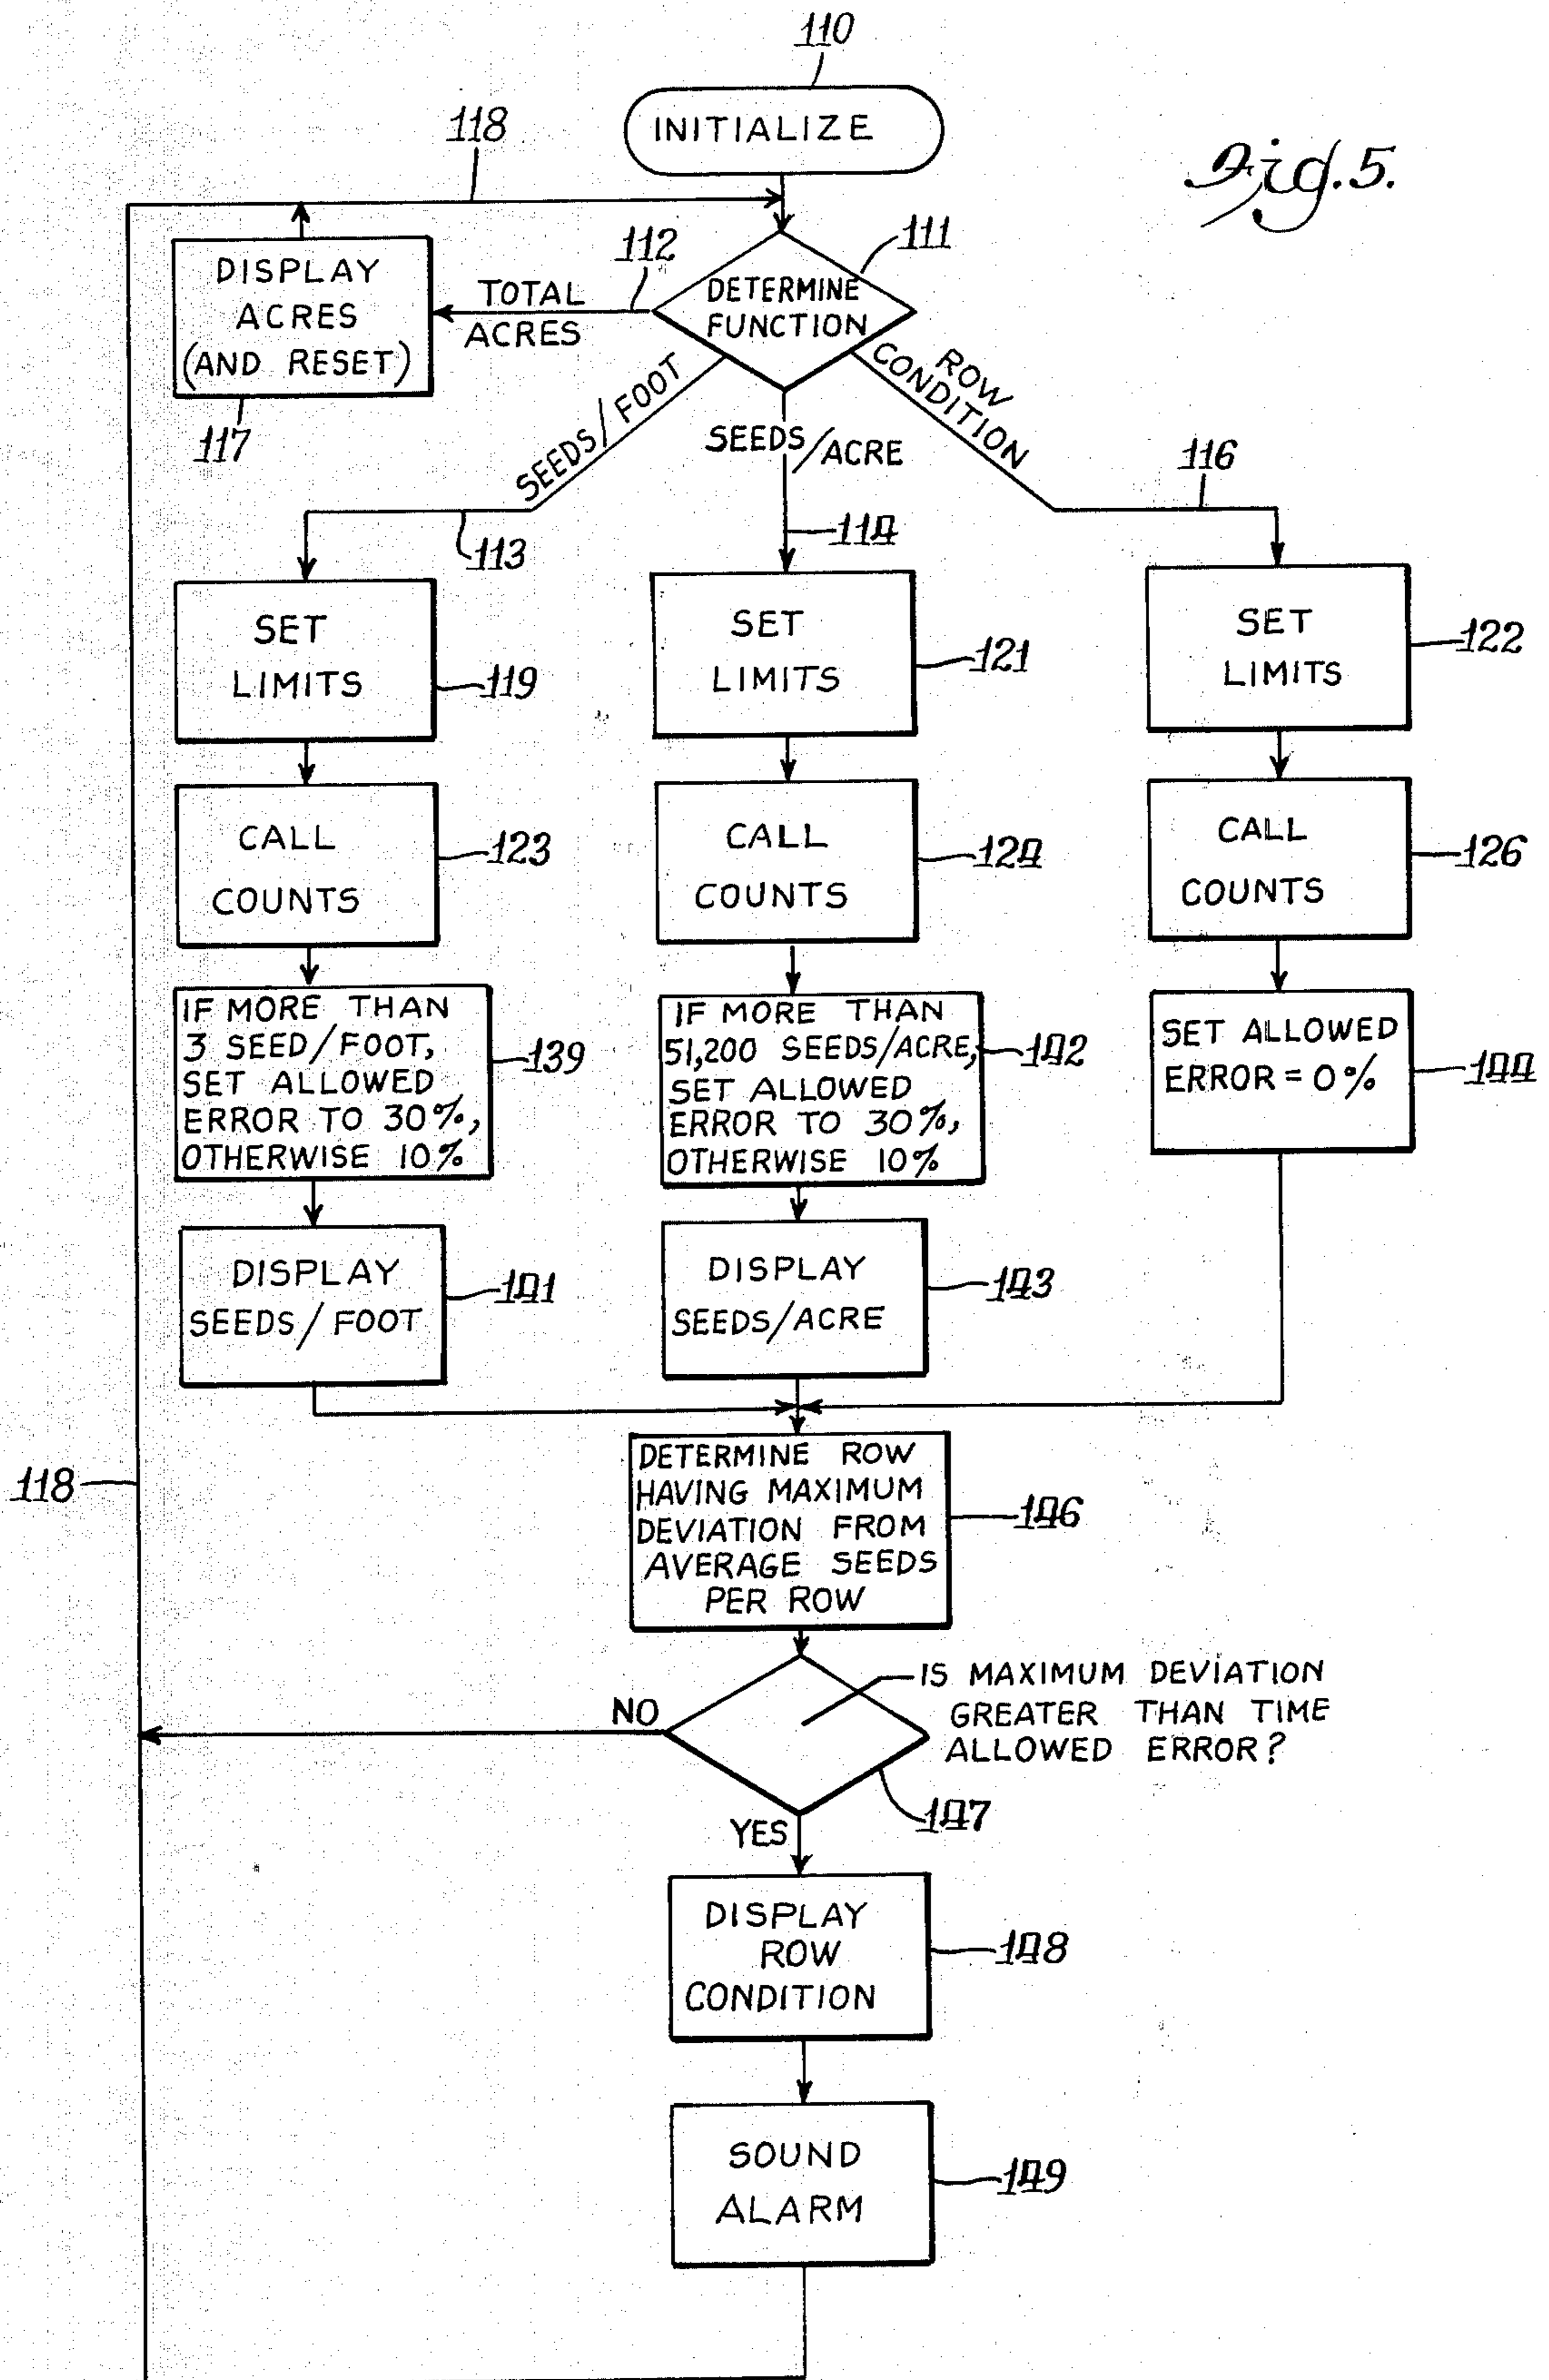 110
INITIALIZE
Fig. 5.
118
112
111
DISPLAY
ACRES
(AND RESET)
TOTAL
ACRES
DETERMINE
FUNCTION
117
SEEDS/FOOT
SEEDS/ACRE
ROW
CONDITION
116
113
114
SET
LIMITS
119
SET
LIMITS
121
SET
LIMITS
122
CALL
COUNTS
123
CALL
COUNTS
124
CALL
COUNTS
126
IF MORE THAN
3 SEED/FOOT,
SET ALLOWED
ERROR TO 30%,
OTHERWISE 10%
139
IF MORE THAN
51,200 SEEDS/ACRE,
SET ALLOWED
ERROR TO 30%,
OTHERWISE 10%
142
SET ALLOWED
ERROR = 0%
144
DISPLAY
SEEDS/FOOT
141
DISPLAY
SEEDS/ACRE
143
118
DETERMINE ROW
HAVING MAXIMUM
DEVIATION FROM
AVERAGE SEEDS
PER ROW
146
NO
IS MAXIMUM DEVIATION
GREATER THAN TIME
ALLOWED ERROR?
147
YES
DISPLAY
ROW
CONDITION
148
SOUND
ALARM
149